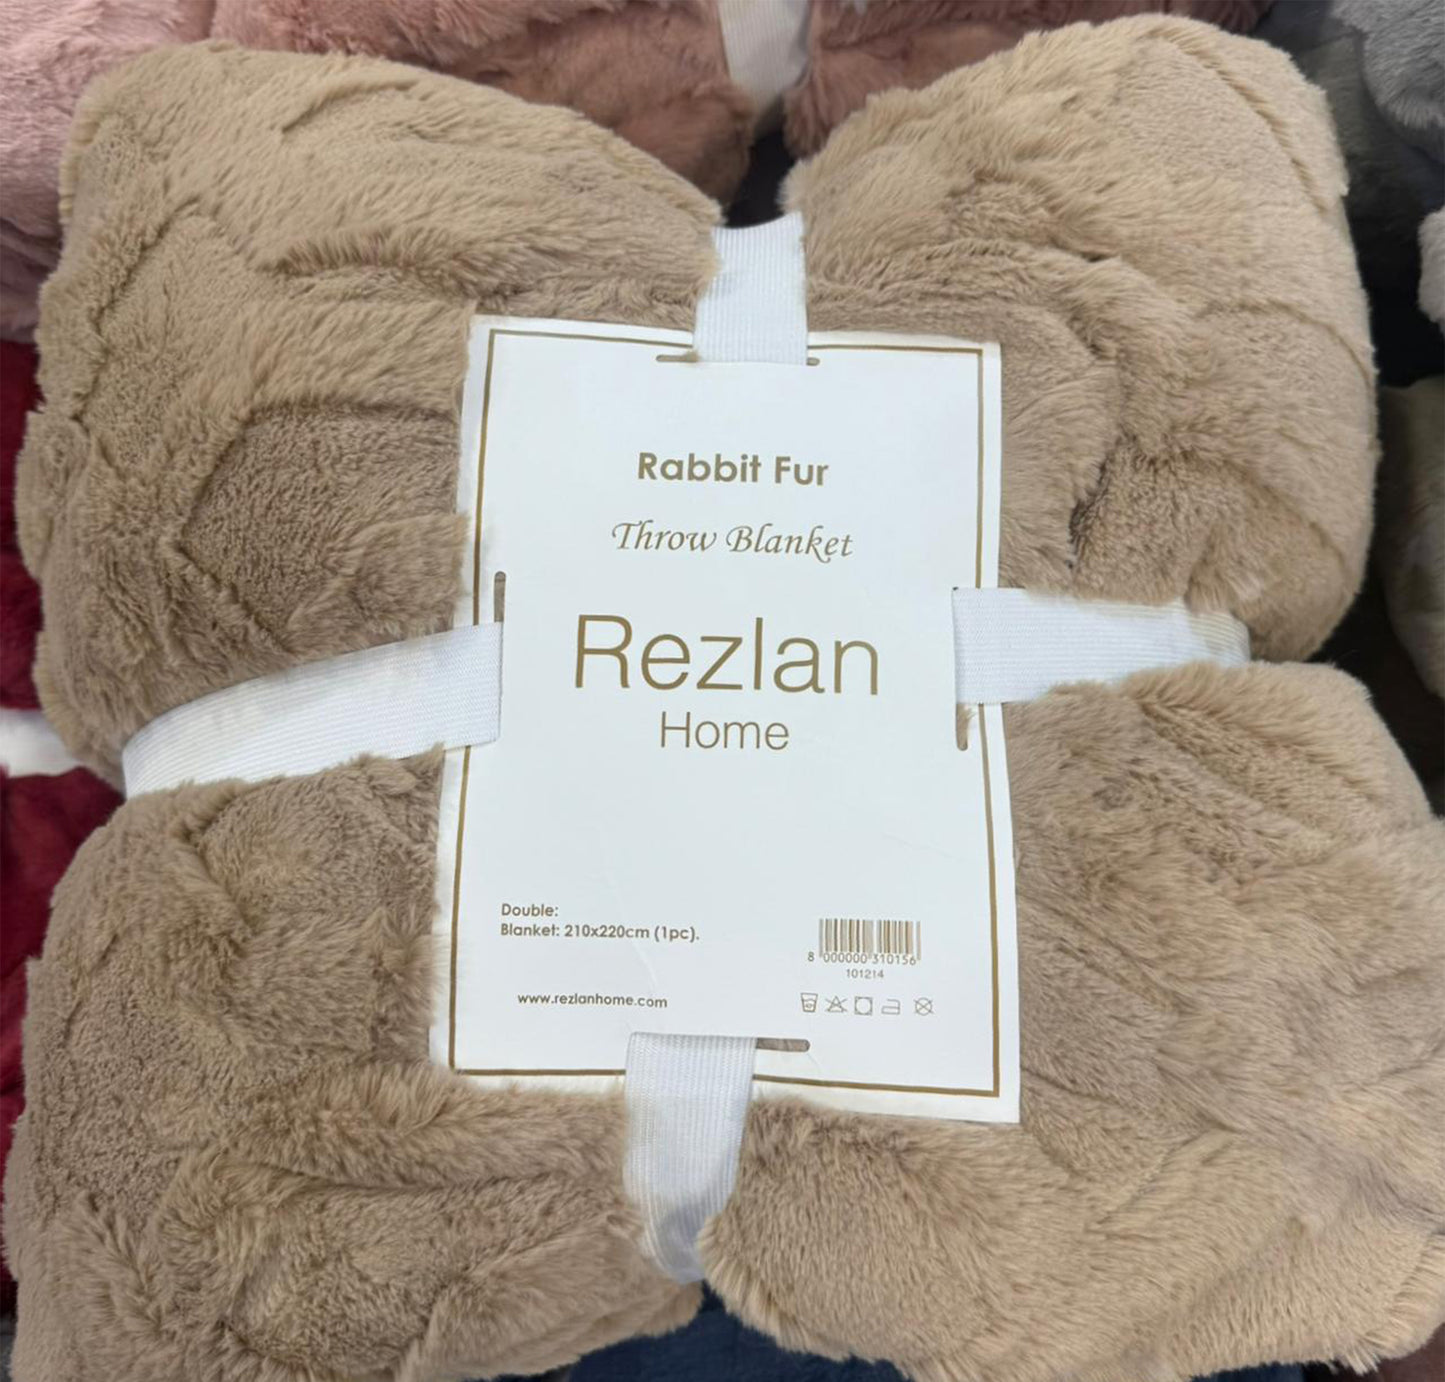 Rabbit Fur
Throw Blanket
Rezlan
Home
Double:
Blanket: 210x220cm (1pc).
8 000000 310156
101214
www.rezlanhome.com